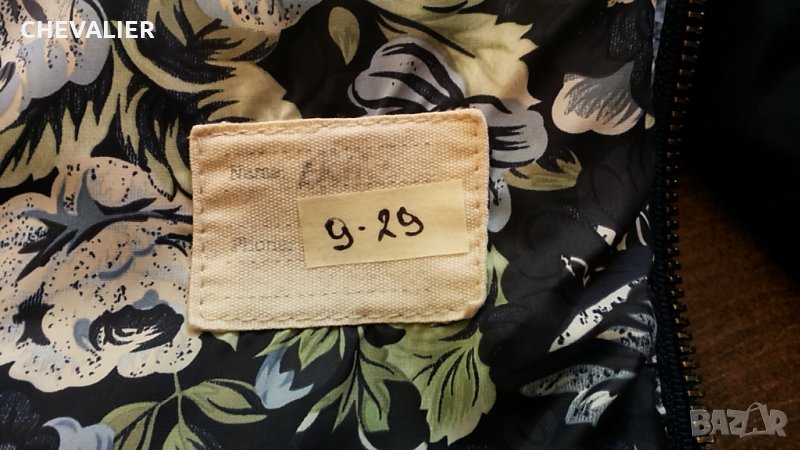 CHEVALIER
Name
9-29
Phone
BAZAR